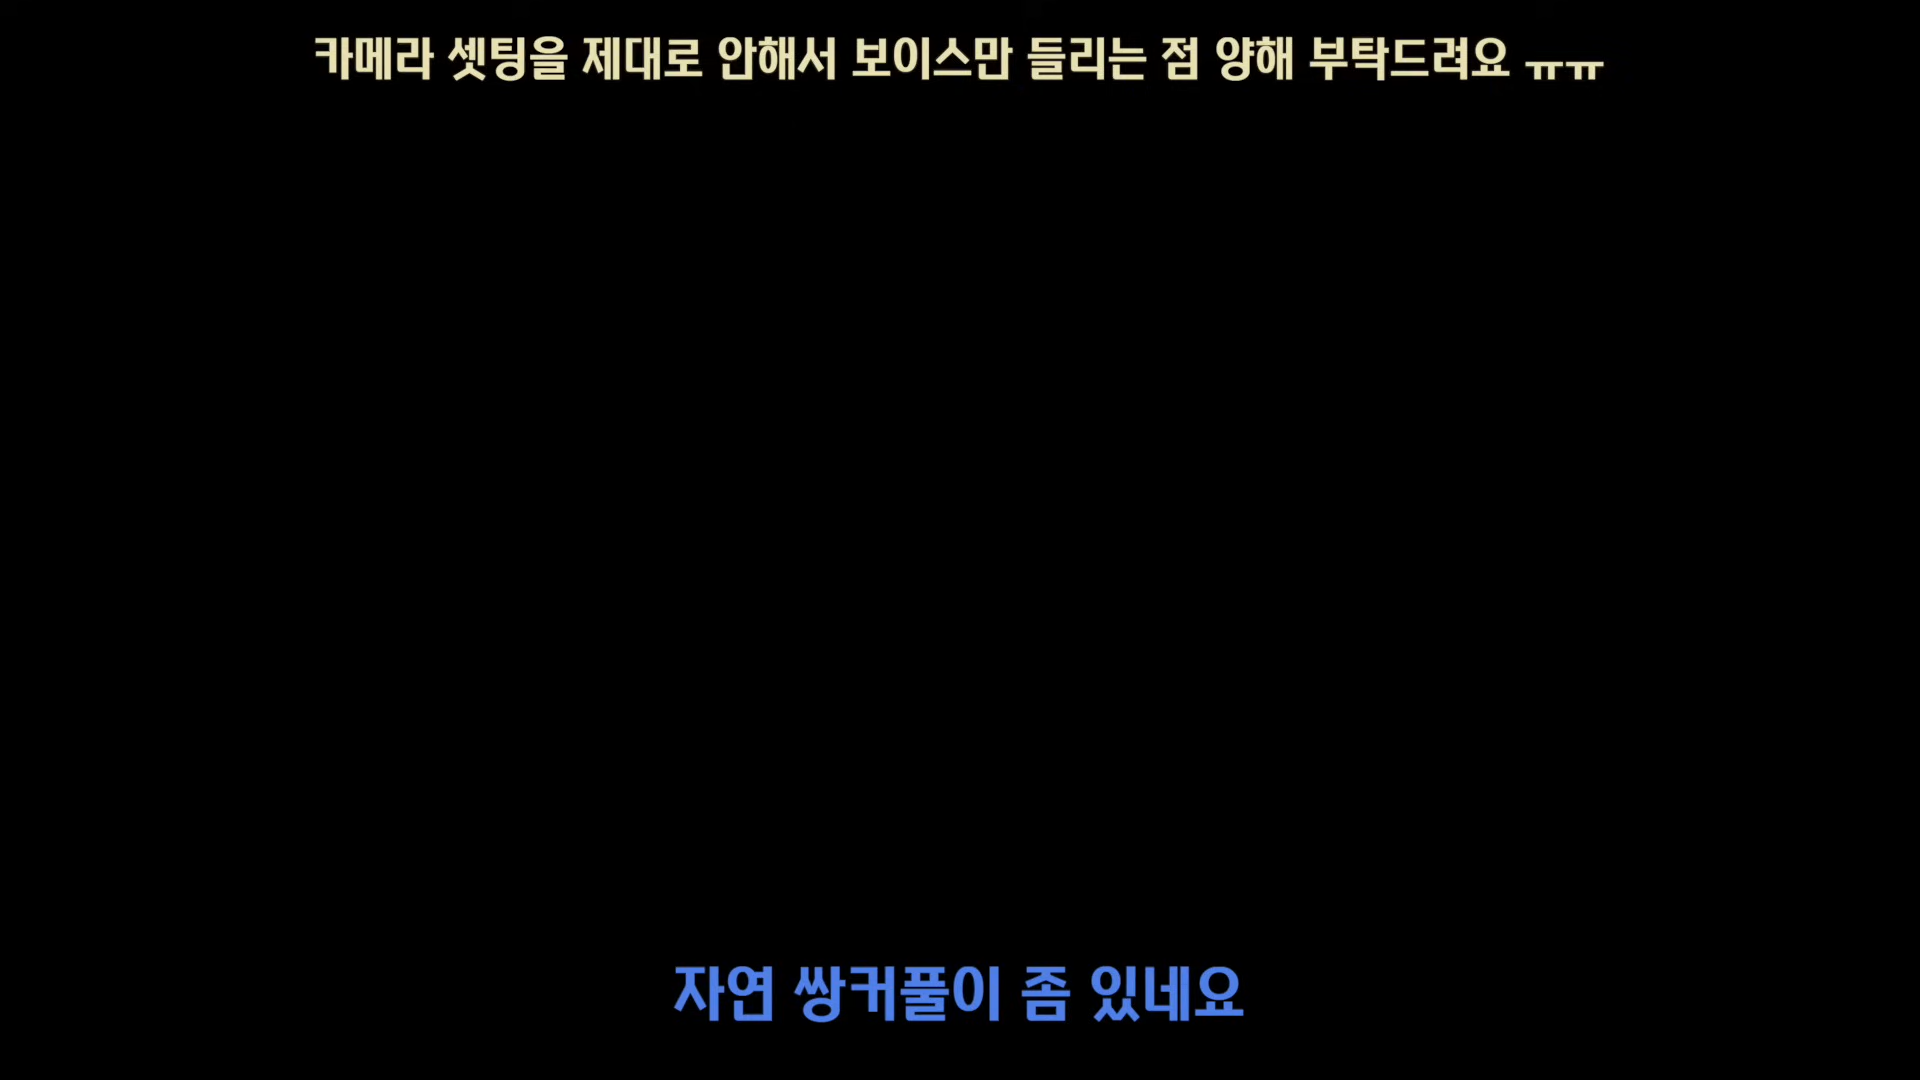 카메라 셋팅을 제대로 안해서 보이스만 들리는 점 양해 부탁드려요 ㅠㅠ
자연 쌍커풀이 좀 있네요